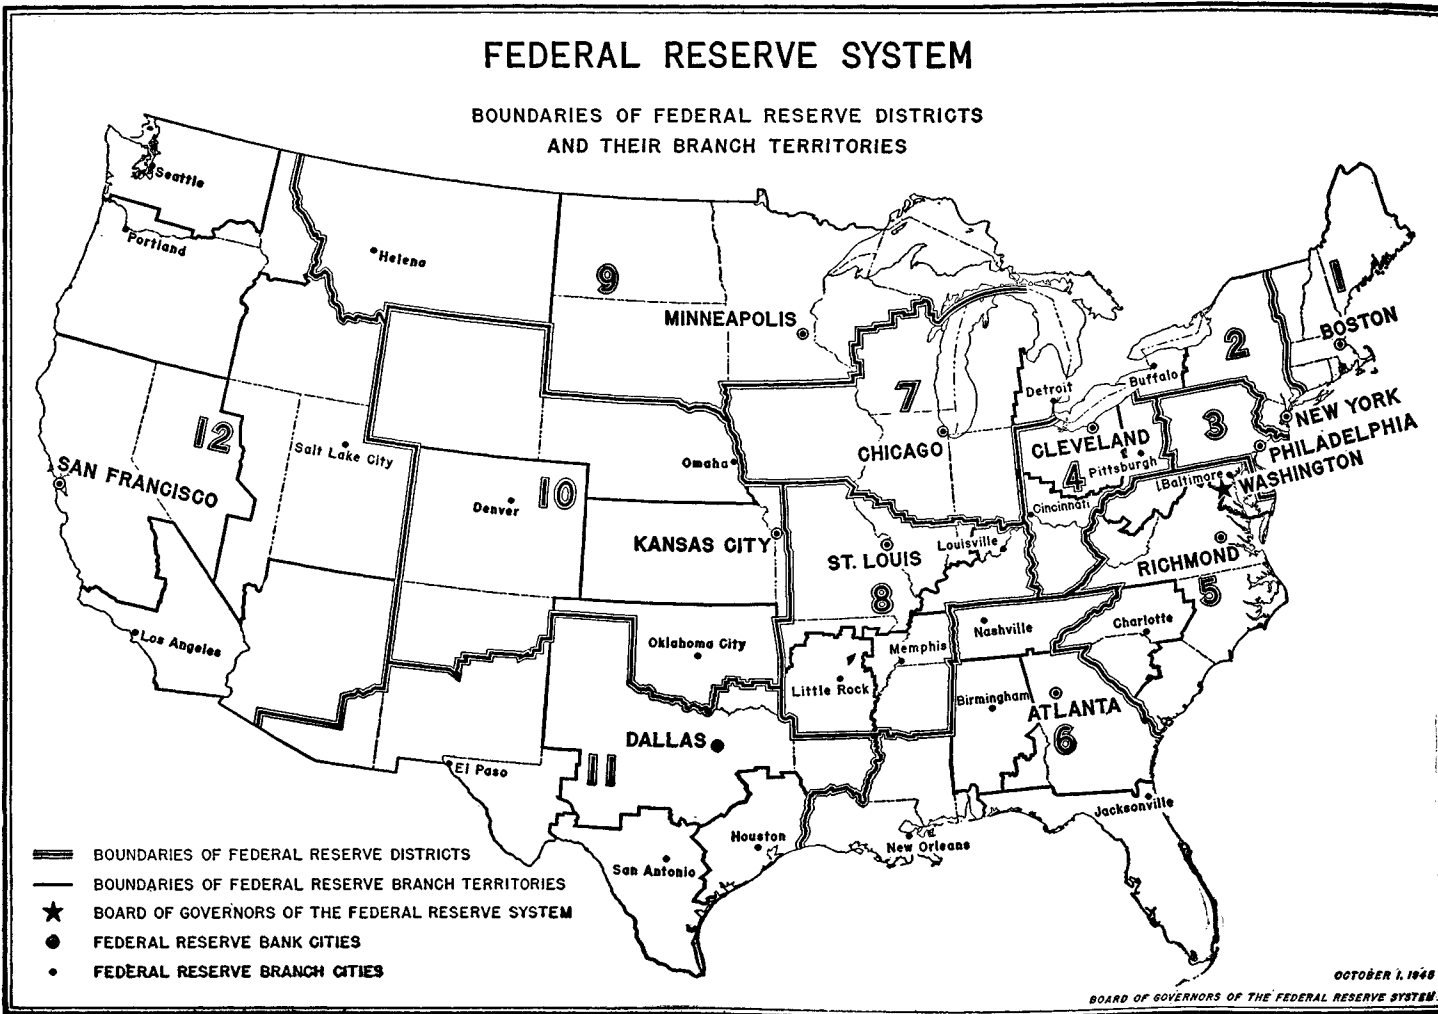 FEDERAL RESERVE SYSTEM
BOUNDARIES OF FEDERAL RESERVE DISTRICTS
AND THEIR BRANCH TERRITORIES
Seattle
Portland
Helena
9
MINNEAPOLIS
1
BOSTON
2
Buffalo
Detroit
7
CHICAGO
NEW YORK
3
PHILADELPHIA
WASHINGTON
CLEVELAND
4
Pittsburgh
Baltimore
Cincinnati
12
Salt Lake City
SAN FRANCISCO
Omaha
10
Denver
KANSAS CITY
ST. LOUIS
8
Louisville
RICHMOND
5
Charlotte
Nashville
Memphis
Los Angeles
Oklahoma City
Little Rock
Birmingham
ATLANTA
6
DALLAS
11
El Paso
Jacksonville
Houston
New Orleans
San Antonio
BOUNDARIES OF FEDERAL RESERVE DISTRICTS
BOUNDARIES OF FEDERAL RESERVE BRANCH TERRITORIES
BOARD OF GOVERNORS OF THE FEDERAL RESERVE SYSTEM
FEDERAL RESERVE BANK CITIES
FEDERAL RESERVE BRANCH CITIES
OCTOBER 1,
BOARD OF GOVERNORS OF THE FEDERAL RESERVE SYSTEM.